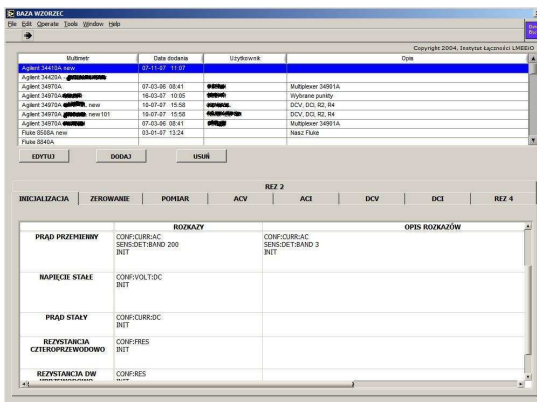 BAZA WZORZEC
File Edit Operate Tools Window Help
Copyright 2004, Instytut Łączności LMEEiO
Multimetr Data dodania Użytkownik Opis
Agilent 34410A new 07-11-07 11:07
Agilent 34420A -
Agilent 34970A 07-03-06 08:41 Multiplexer 34901A
Agilent 34970A 16-03-07 10:05 Wybrane punkty
Agilent 34970A new 10-07-07 15:58 DCV, DCI, R2, R4
Agilent 34970A new101 10-07-07 15:58 DCV, DCI, R2, R4
Agilent 34970A 07-03-06 08:41 Multiplexer 34901A
Fluke 8508A new 03-01-07 13:24 Nasz Fluke
Fluke 8840A
EDYTUJ DODAJ USUŃ
REZ 2
INICJALIZACJA ZEROWANIE POMIAR ACV ACI DCV DCI REZ 4
ROZKAZY OPIS ROZKAZÓW
PRĄD PRZEMIENNY CONF:CURR:AC CONF:CURR:AC
SENS:DET:BAND 200 SENS:DET:BAND 3
INIT INIT
NAPIĘCIE STAŁE CONF:VOLT:DC
INIT
PRĄD STAŁY CONF:CURR:DC
INIT
REZYSTANCJA CONF:FRES
CZTEROPRZEWODOWO INIT
REZYSTANCJA DW CONF:RES
INIT